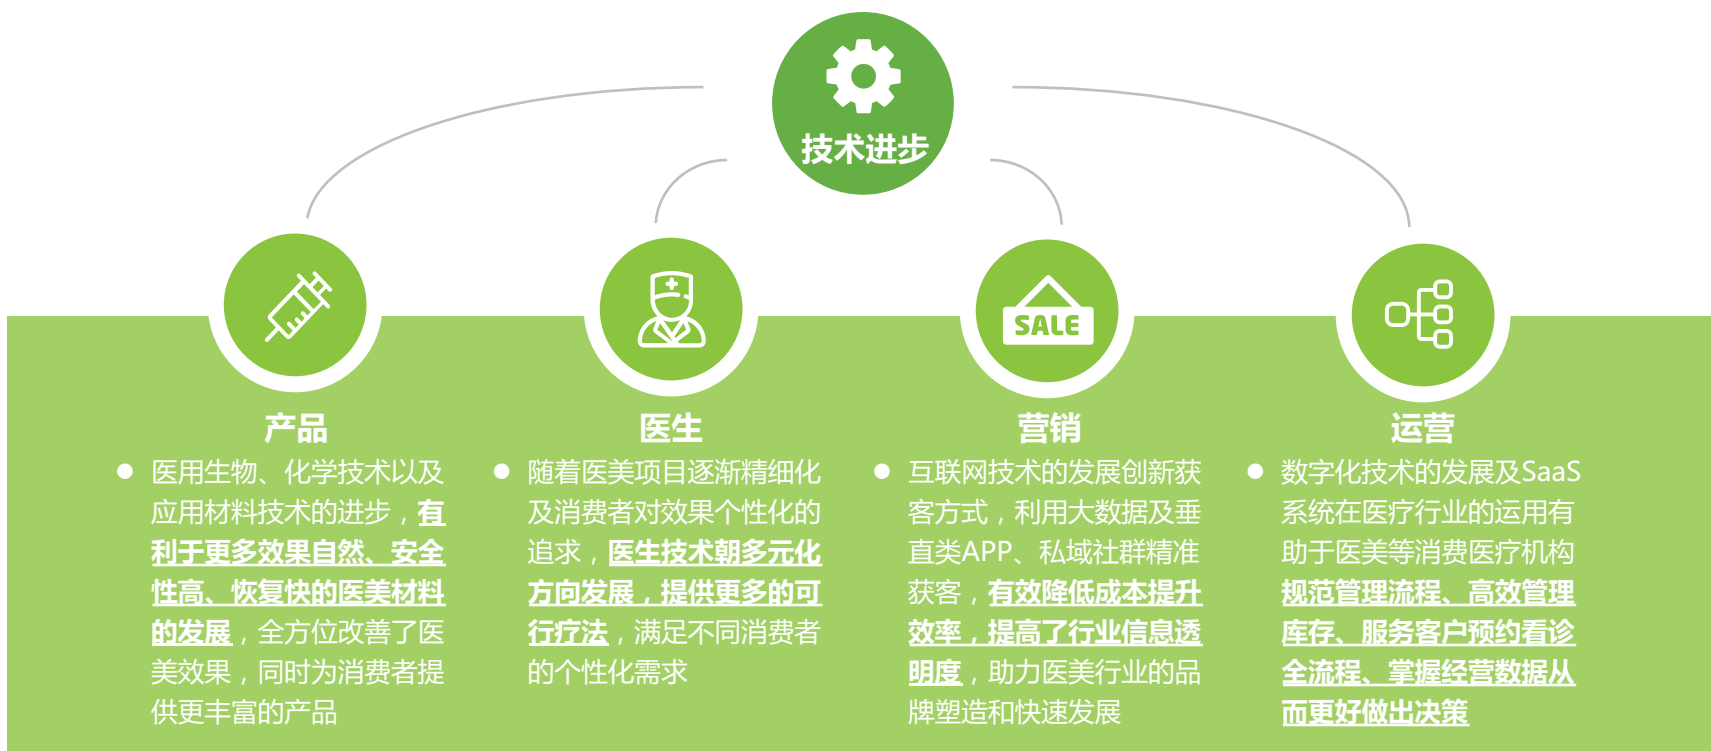 技术进步
SALE
产品
医用生物、化学技术以及
应用材料技术的进步，有
利于更多效果自然、安全
性高、恢复快的医美材料
的发展，全方位改善了医
美效果，同时为消费者提
供更丰富的产品
医生
随着医美项目逐渐精细化
及消费者对效果个性化的
追求，医生技术朝多元化
方向发展，提供更多的可
行疗法，满足不同消费者
的个性化需求
营销
互联网技术的发展创新获
客方式，利用大数据及垂
直类APP、私域社群精准
获客，有效降低成本提升
效率，提高了行业信息透
明度，助力医美行业的品
牌塑造和快速发展
运营
数字化技术的发展及SaaS
系统在医疗行业的运用有
助于医美等消费医疗机构
规范管理流程、高效管理
库存、服务客户预约看诊
全流程、掌握经营数据从
而更好做出决策